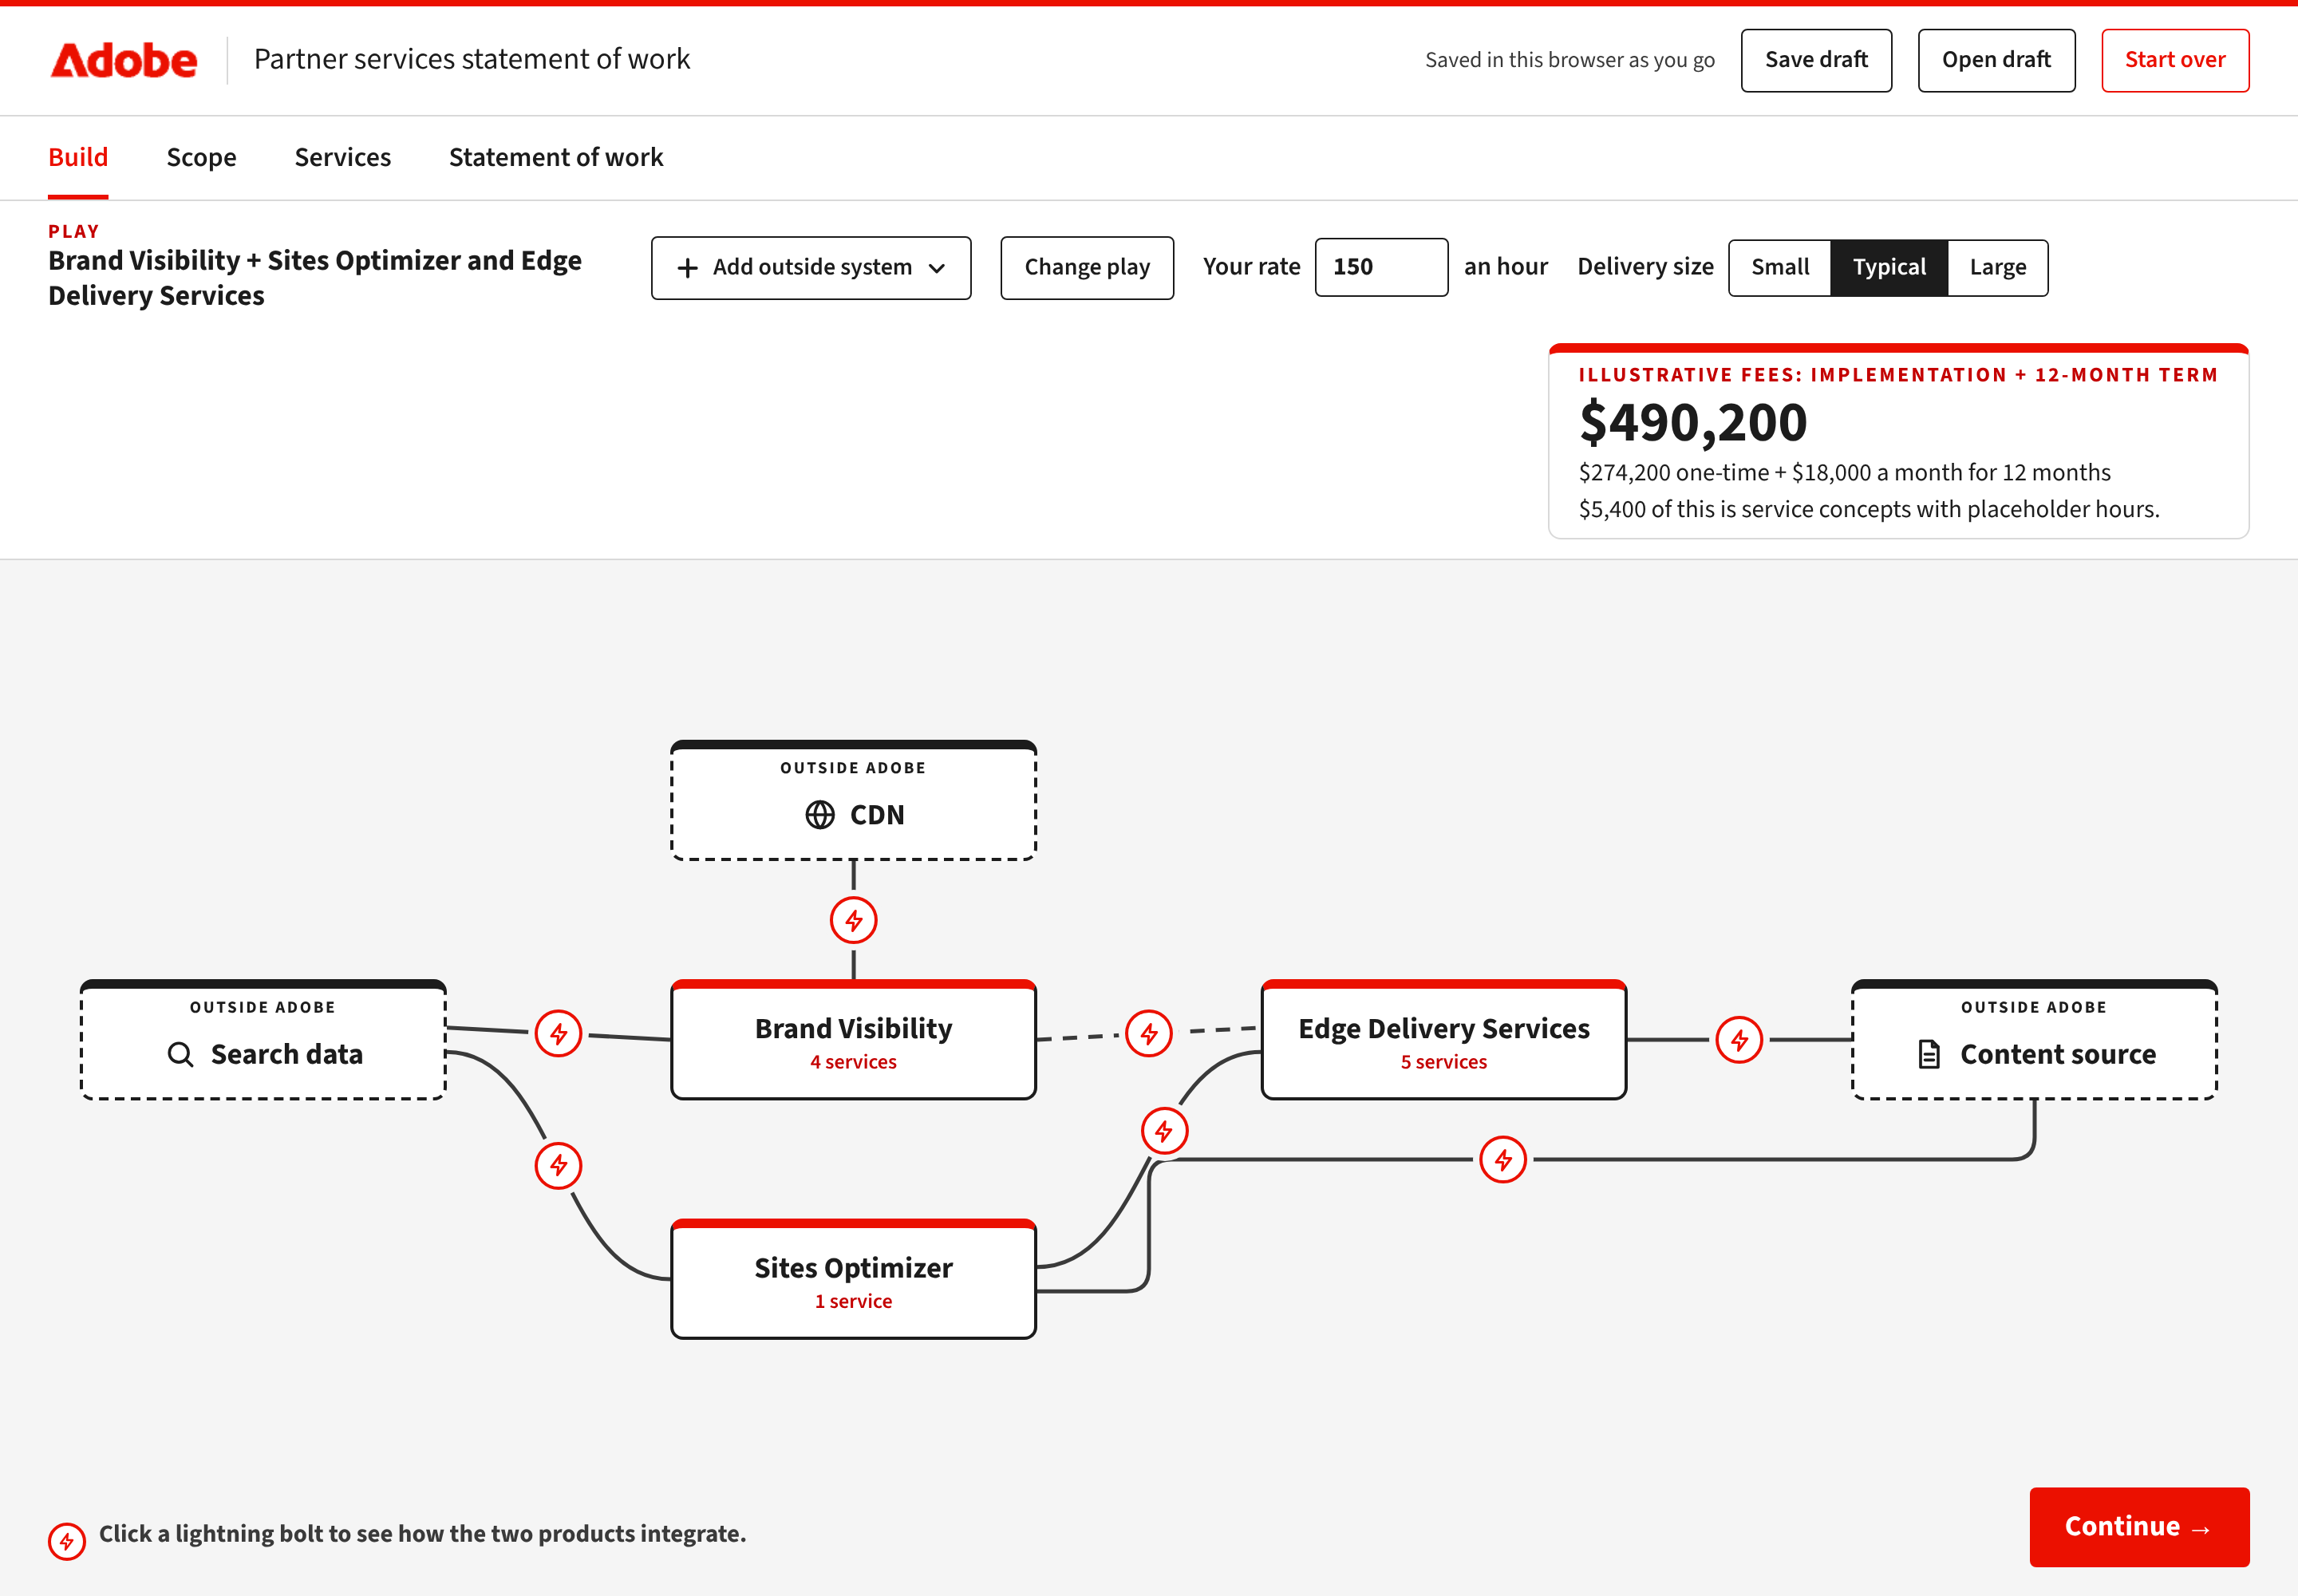 Adobe
Partner services statement of work
Saved in this browser as you go
Save draft
Open draft
Start over
Build
Scope
Services
Statement of work
PLAY
Brand Visibility + Sites Optimizer and Edge
Delivery Services
Add outside system
Change play
Your rate
150
an hour
Delivery size
Small
Typical
Large
ILLUSTRATIVE FEES: IMPLEMENTATION + 12-MONTH TERM
$490,200
$274,200 one-time + $18,000 a month for 12 months
$5,400 of this is service concepts with placeholder hours.
OUTSIDE ADOBE
CDN
OUTSIDE ADOBE
Search data
Brand Visibility
4 services
Edge Delivery Services
5 services
OUTSIDE ADOBE
Content source
Sites Optimizer
1 service
Click a lightning bolt to see how the two products integrate.
Continue →